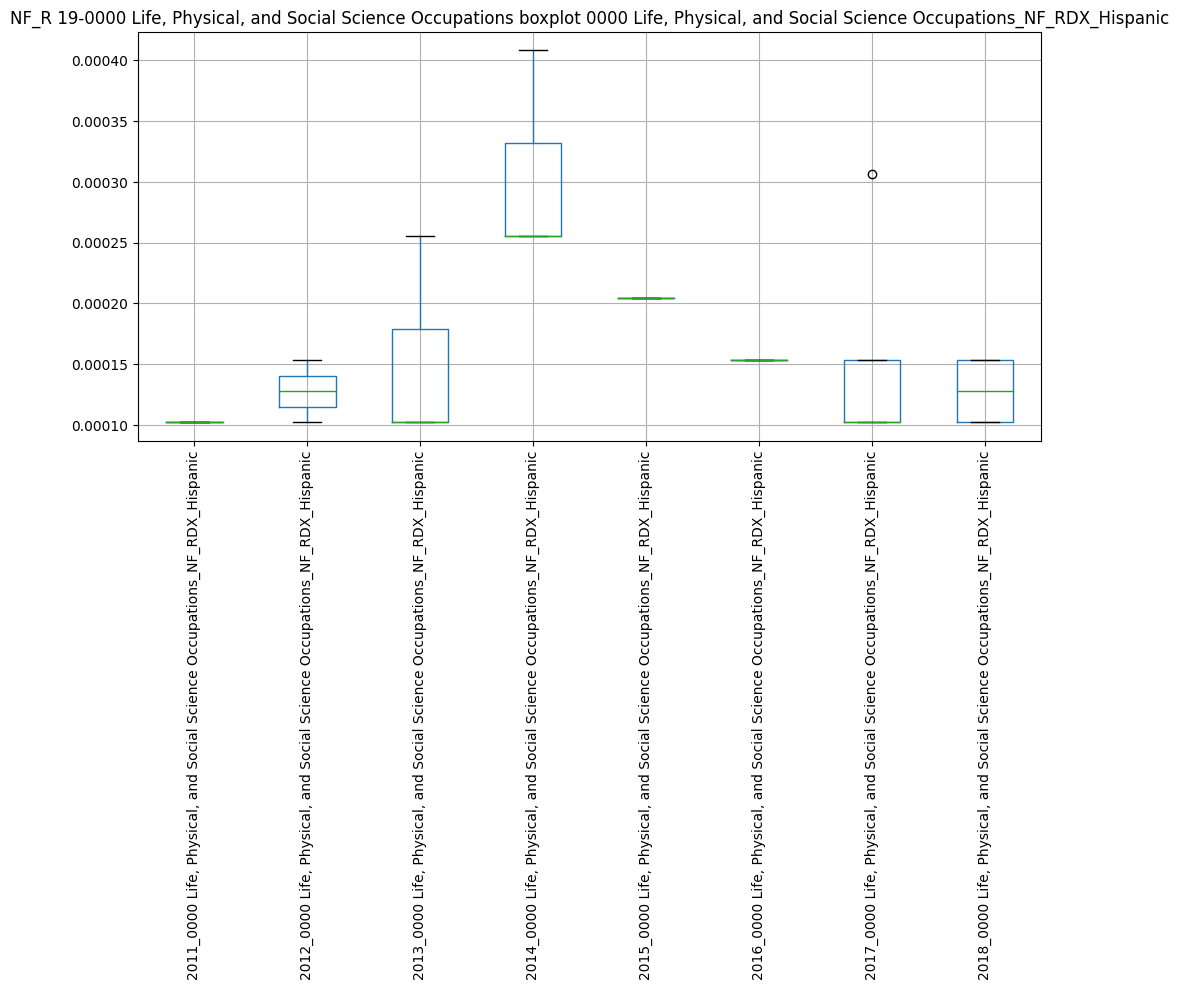 NF_R 19-0000 Life, Physical, and Social Science Occupations boxplot 0000 Life, Physical, and Social Science Occupations_NF_RDX_Hispanic
0.00040
0.00035
0.00030
0.00025
0.00020
0.00015
0.00010
2011_0000 Life, Physical, and Social Science Occupations_NF_RDX_Hispanic
2012_0000 Life, Physical, and Social Science Occupations_NF_RDX_Hispanic
2013_0000 Life, Physical, and Social Science Occupations_NF_RDX_Hispanic
2014_0000 Life, Physical, and Social Science Occupations_NF_RDX_Hispanic
2015_0000 Life, Physical, and Social Science Occupations_NF_RDX_Hispanic
2016_0000 Life, Physical, and Social Science Occupations_NF_RDX_Hispanic
2017_0000 Life, Physical, and Social Science Occupations_NF_RDX_Hispanic
2018_0000 Life, Physical, and Social Science Occupations_NF_RDX_Hispanic